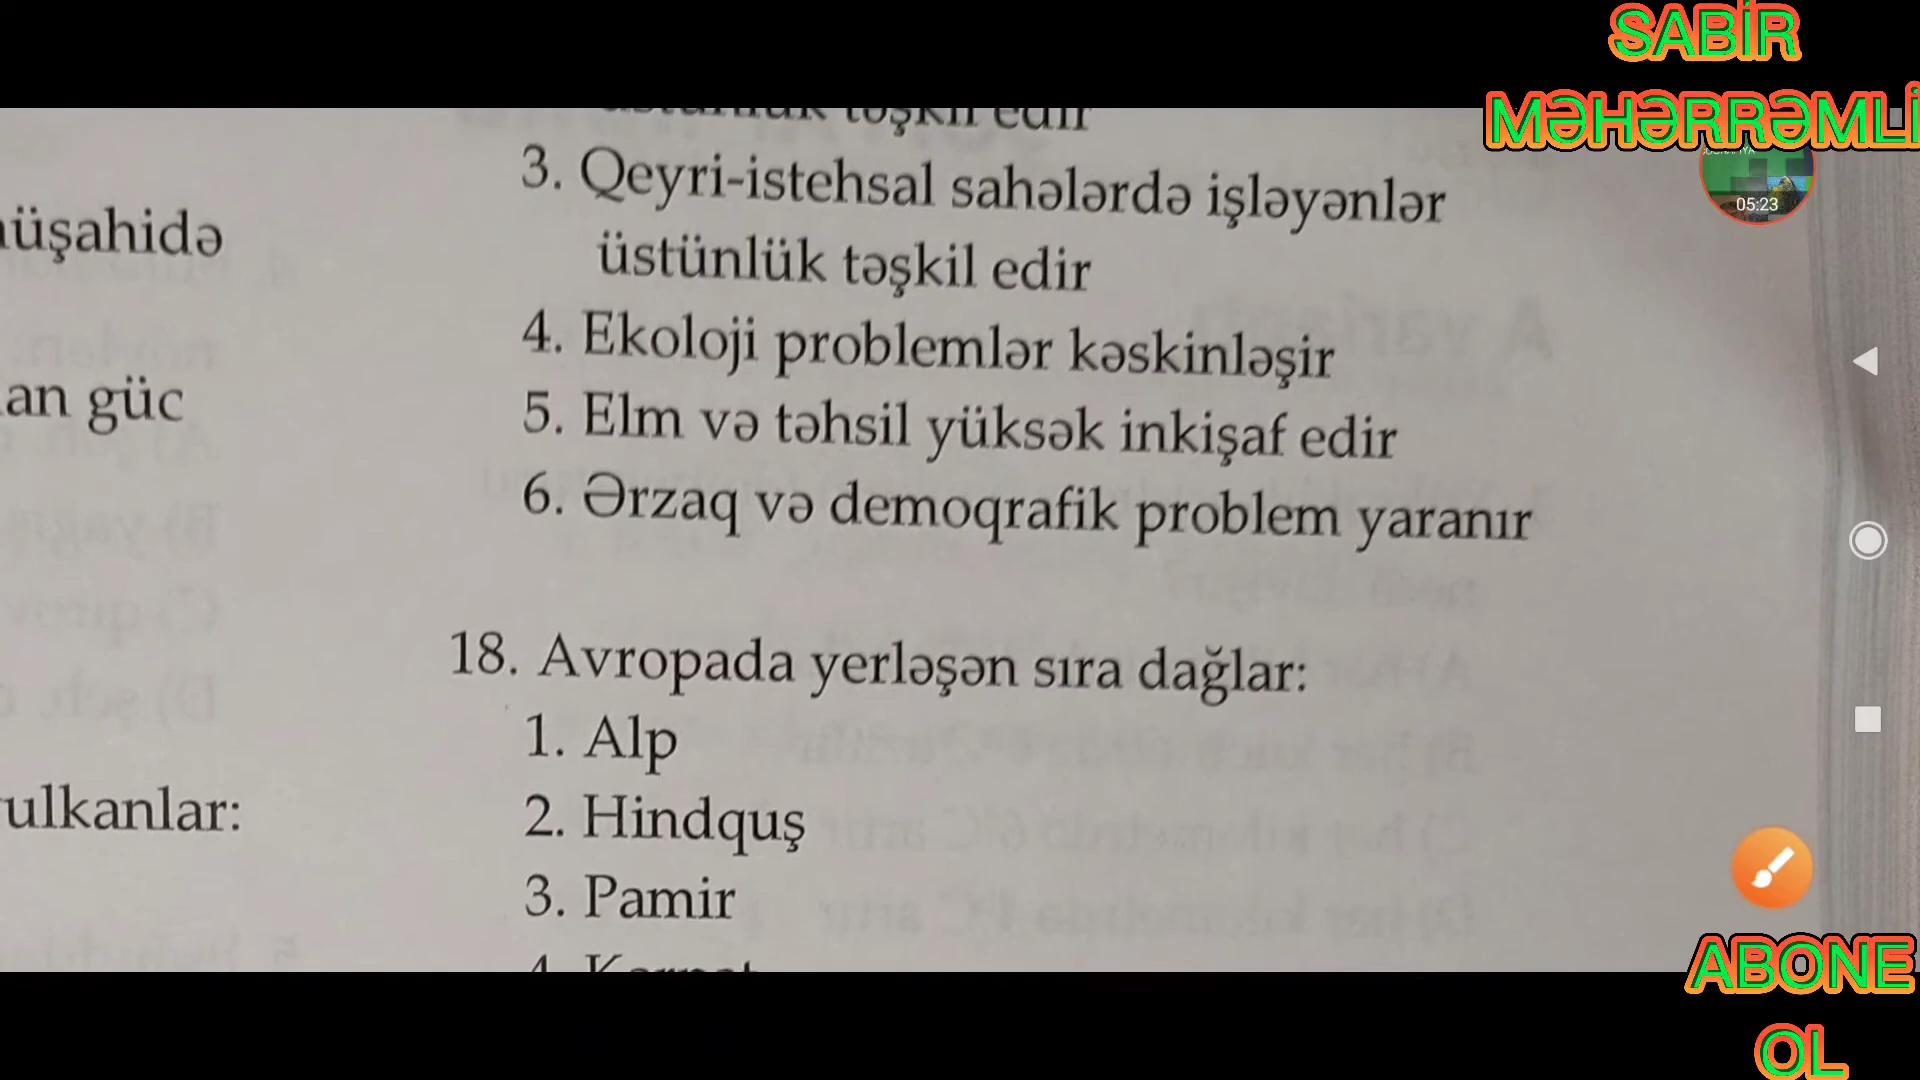 SABİR
MƏHƏRRƏMLİ
05:23
təşkil edir
3. Qeyri-istehsal sahələrdə işləyənlər
üstünlük təşkil edir
4. Ekoloji problemlər kəskinləşir
5. Elm və təhsil yüksək inkişaf edir
6. Ərzaq və demoqrafik problem yaranır
18. Avropada yerləşən sıra dağlar:
1. Alp
2. Hindquş
3. Pamir
üşahidə
an güc
ulkanlar:
ABONE
OL